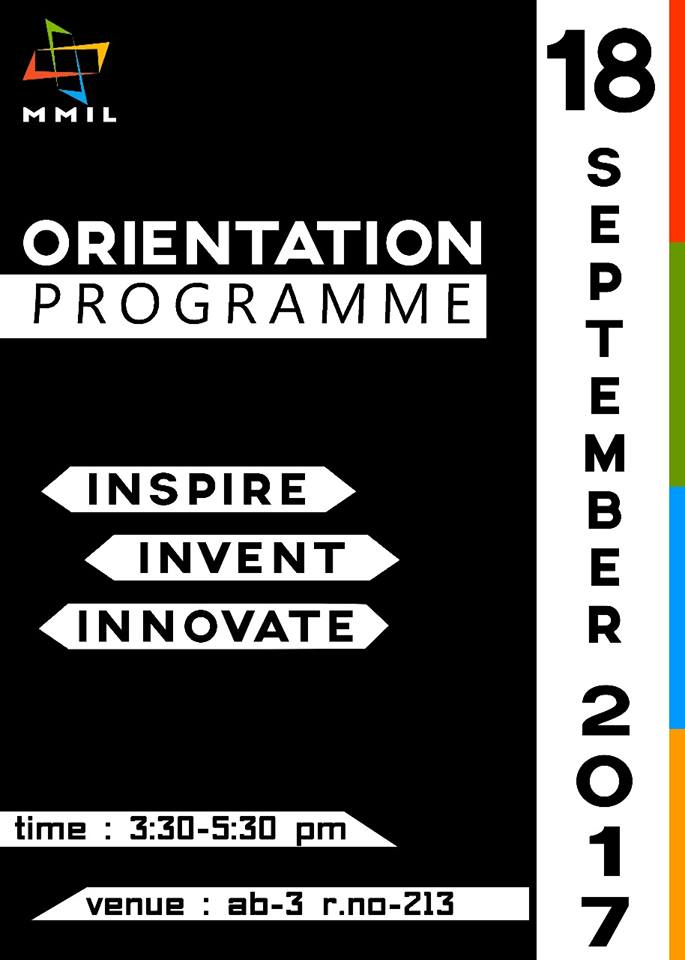 MMIL
ORIENTATION
PROGRAMME
INSPIRE
INVENT
INNOVATE
time : 3:30-5:30 pm
venue : ab-3 r.no-213
18
SEPTEMBER
2017